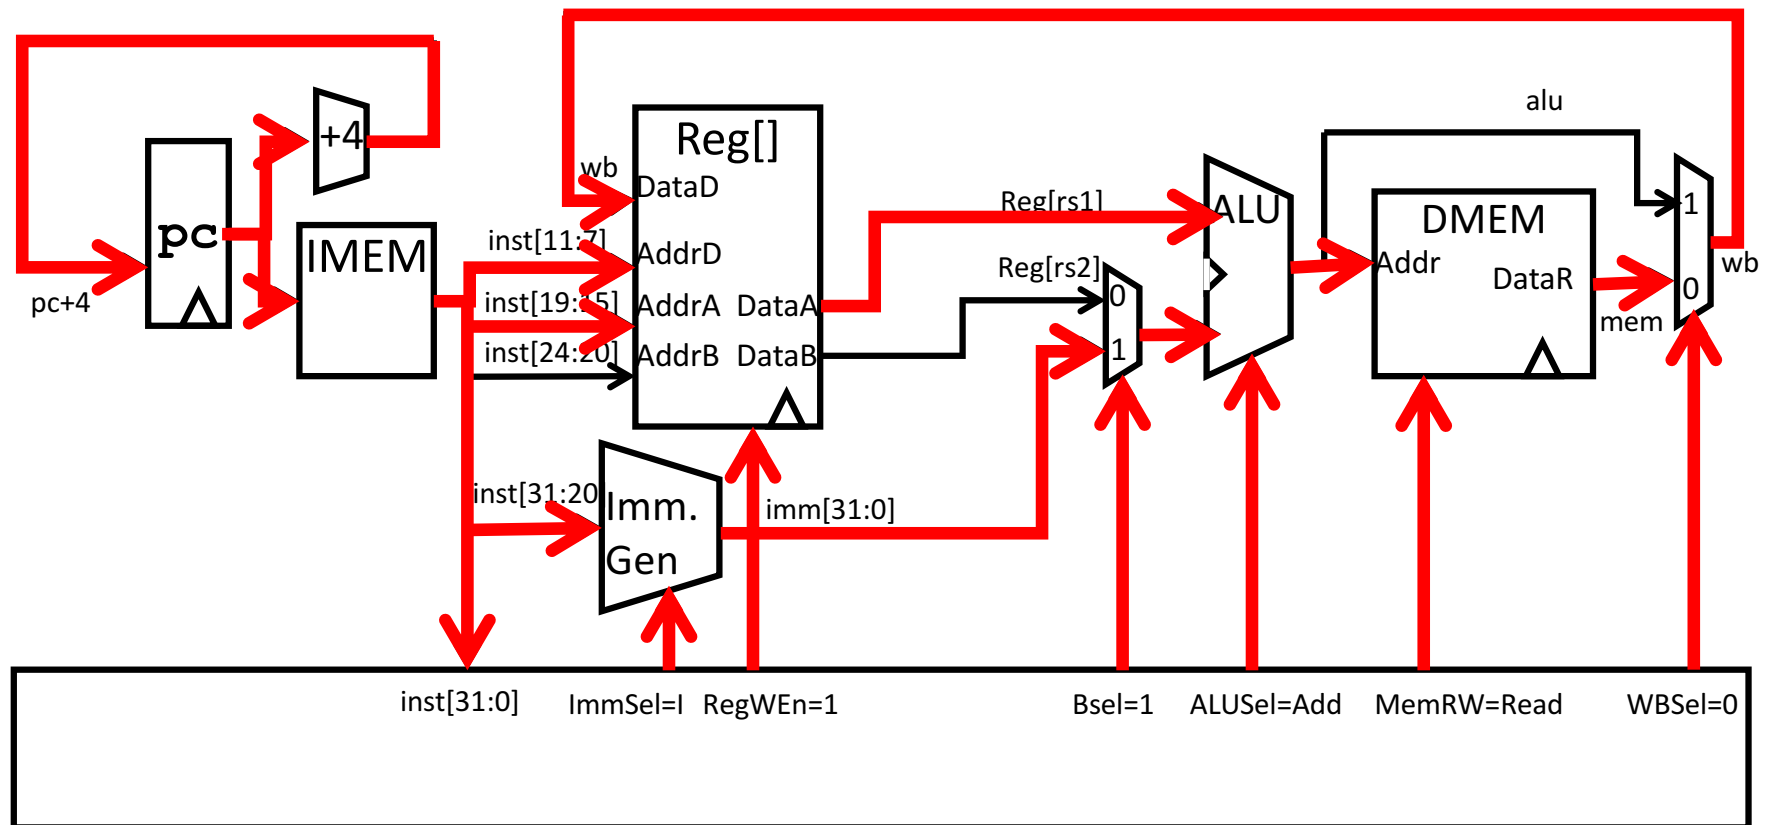 alu
+4
Reg[]
wb
DataD
Reg[rs1]
ALU
DMEM
1
pc
IMEM
inst[11:7]
AddrD
Reg[rs2]
Addr
DataR
wb
pc+4
inst[19:15]
AddrA
DataA
0
0
mem
inst[24:20]
AddrB
DataB
1
inst[31:20]
Imm.
Gen
imm[31:0]
inst[31:0]
ImmSel=I
RegWEn=1
Bsel=1
ALUSel=Add
MemRW=Read
WBSel=0